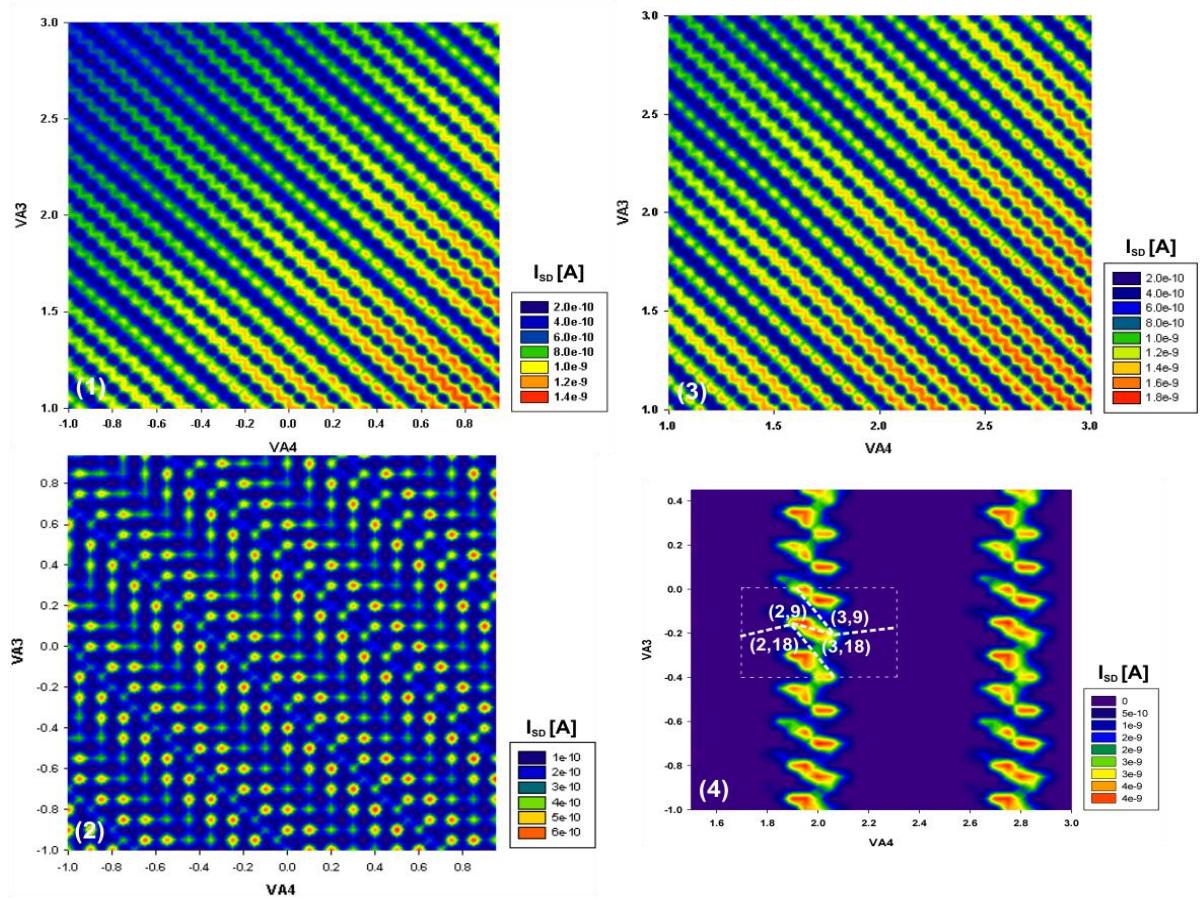 3.0
2.5
2.0
1.5
1.0
VA3
-1.0 -0.8 -0.6 -0.4 -0.2 0.0 0.2 0.4 0.6 0.8
VA4
(1)
I_SD [A]
2.0e-10
4.0e-10
6.0e-10
8.0e-10
1.0e-9
1.2e-9
1.4e-9
3.0
2.5
2.0
1.5
1.0
VA3
1.0 1.5 2.0 2.5 3.0
VA4
(3)
I_SD [A]
2.0e-10
4.0e-10
6.0e-10
8.0e-10
1.0e-9
1.2e-9
1.4e-9
1.6e-9
1.8e-9
0.8
0.6
0.4
0.2
0.0
-0.2
-0.4
-0.6
-0.8
-1.0
VA3
-1.0 -0.8 -0.6 -0.4 -0.2 0.0 0.2 0.4 0.6 0.8
VA4
(2)
I_SD [A]
1e-10
2e-10
3e-10
4e-10
5e-10
6e-10
0.4
0.2
0.0
-0.2
-0.4
-0.6
-0.8
-1.0
VA3
(2,9) (3,9)
(2,18) (3,18)
1.6 1.8 2.0 2.2 2.4 2.6 2.8 3.0
VA4
(4)
I_SD [A]
0
5e-10
1e-9
2e-9
2e-9
3e-9
3e-9
4e-9
4e-9